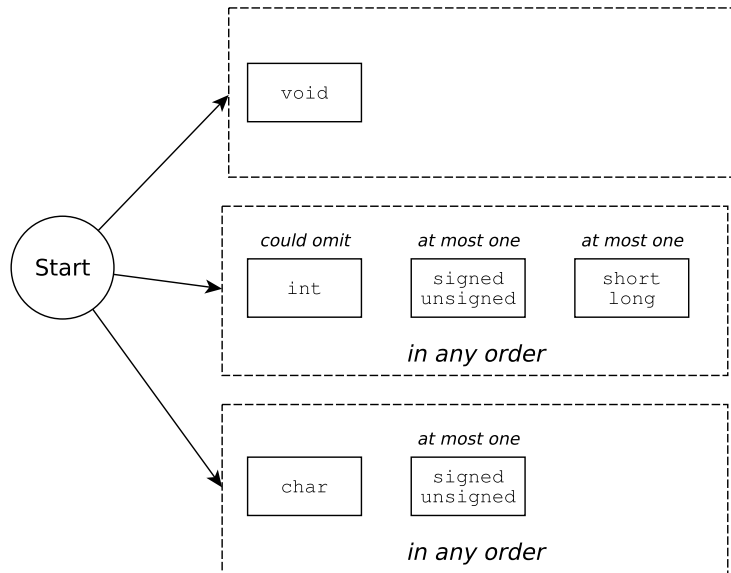 void
Start
could omit
at most one
at most one
int
signed
unsigned
short
long
in any order
at most one
char
signed
unsigned
in any order